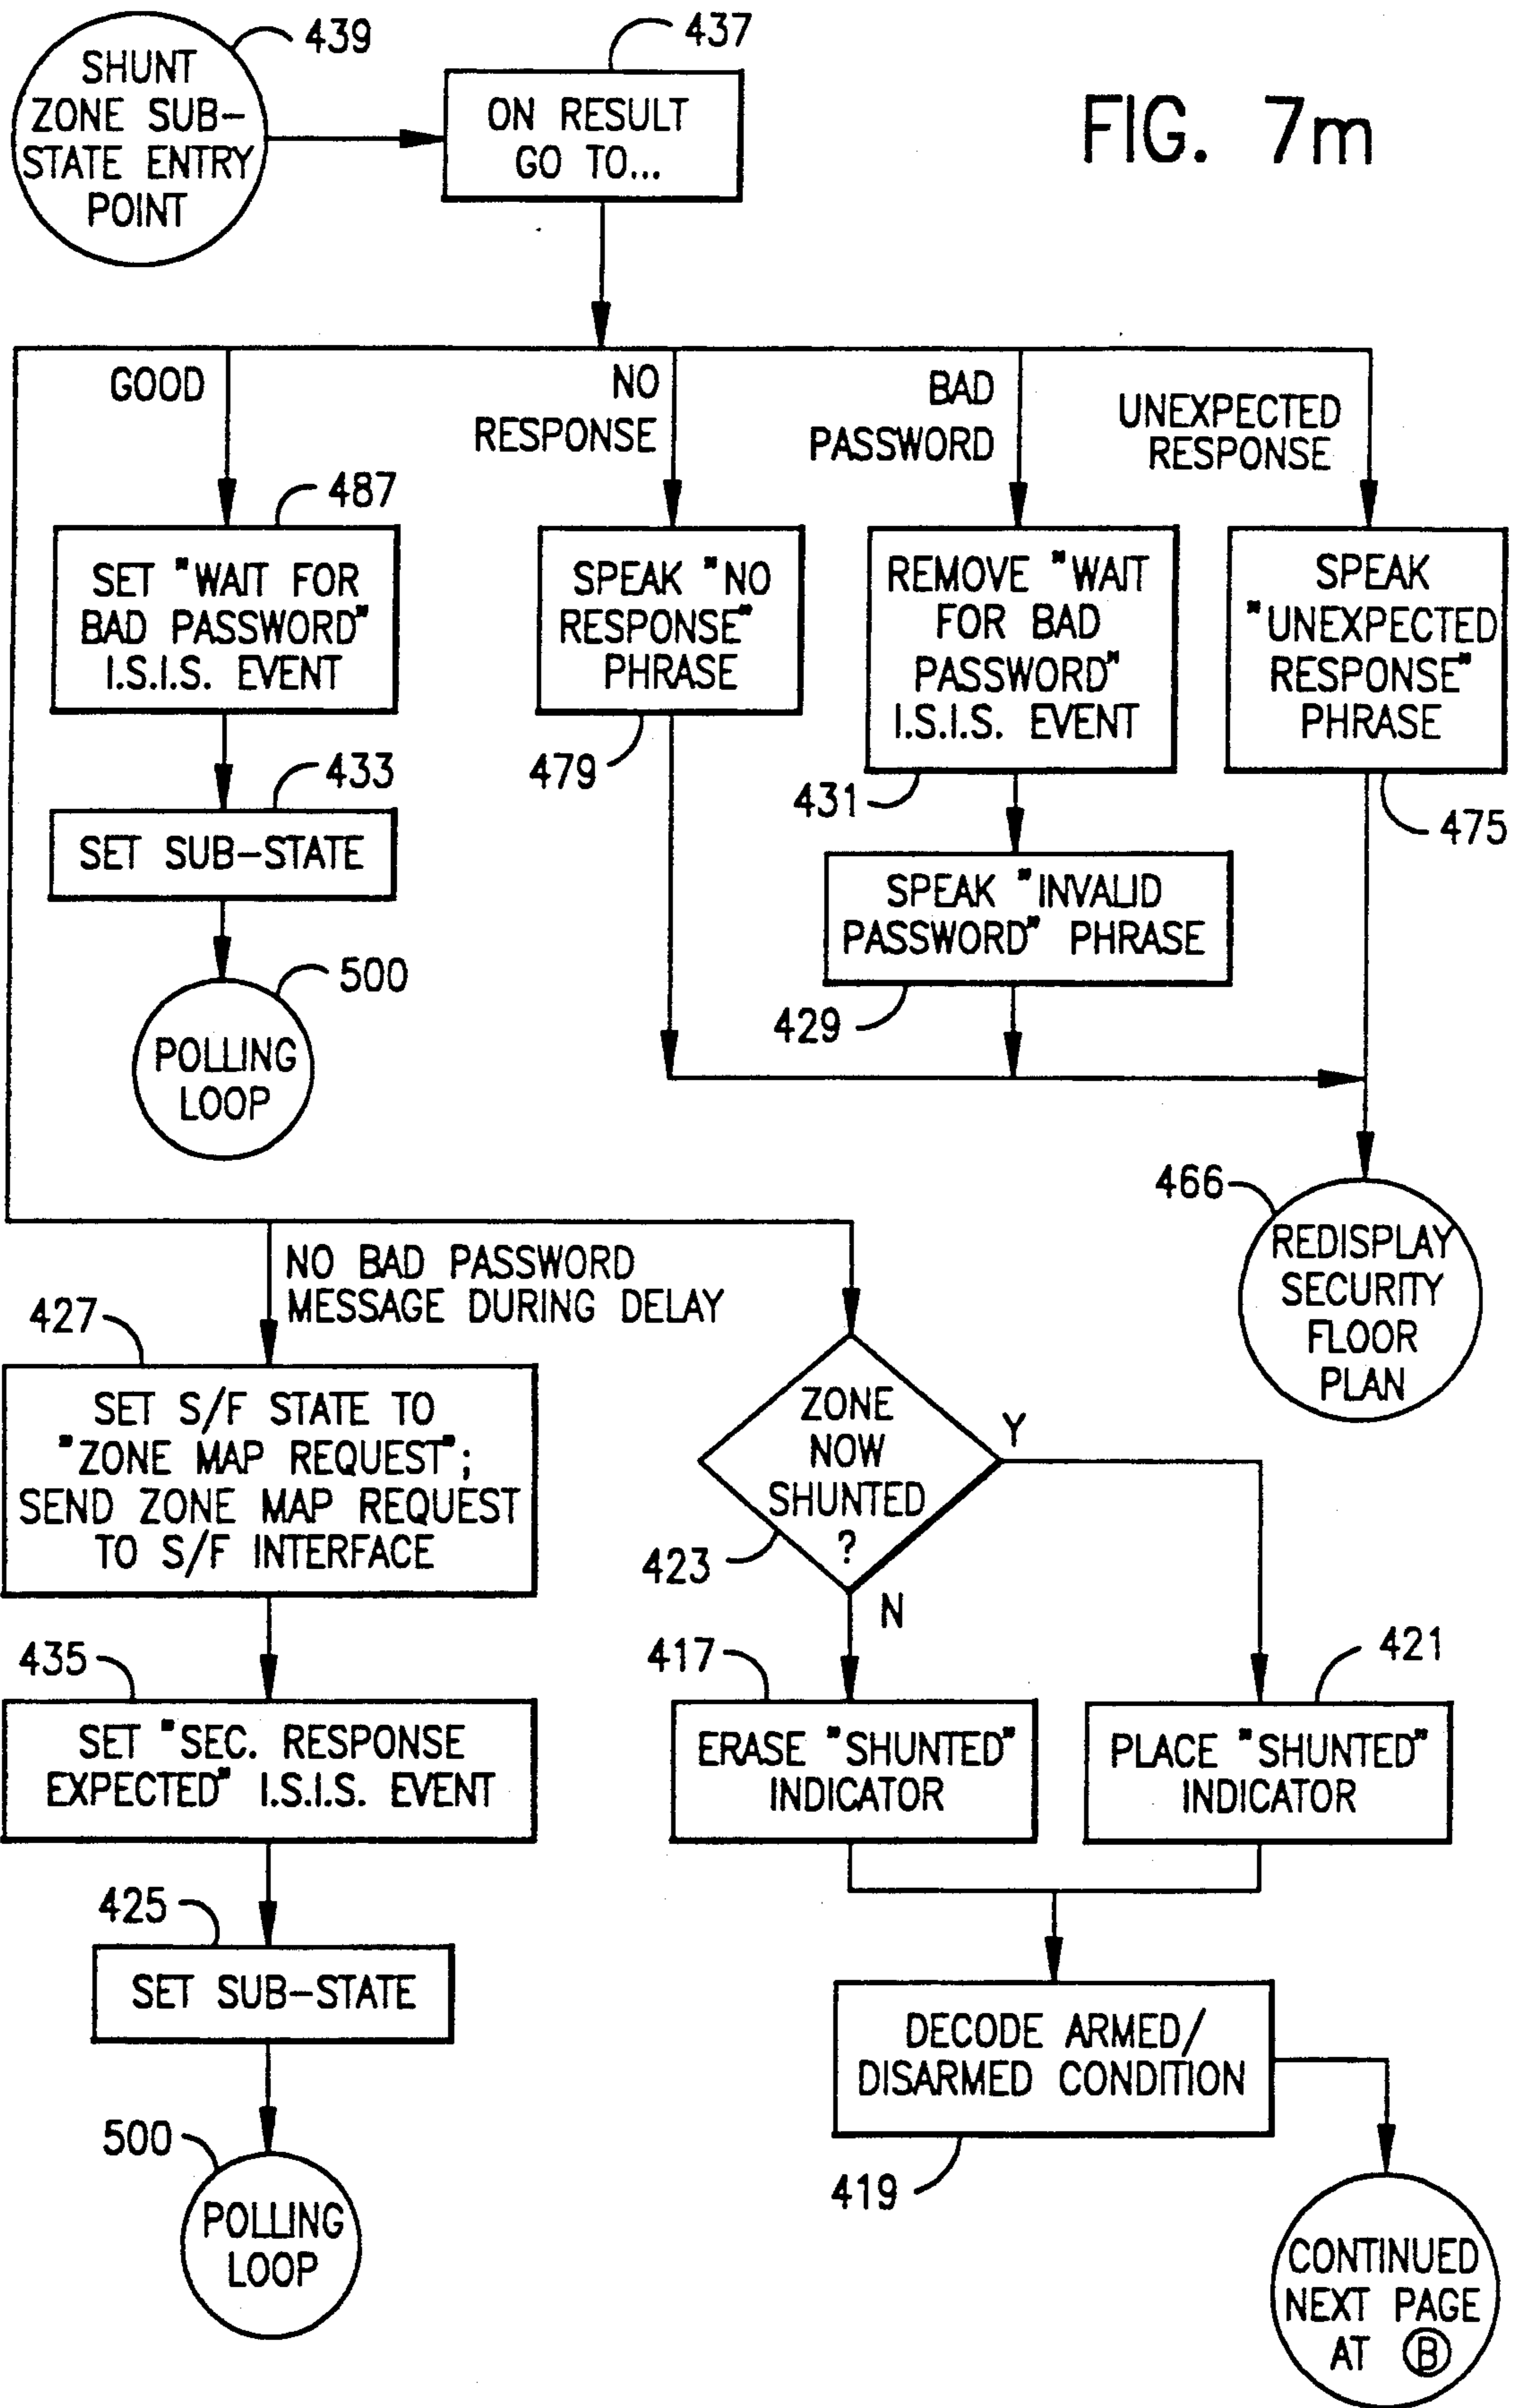 439
SHUNT
ZONE SUB-
STATE ENTRY
POINT
437
ON RESULT
GO TO...
FIG. 7m
GOOD
NO
RESPONSE
BAD
PASSWORD
UNEXPECTED
RESPONSE
487
SET "WAIT FOR
BAD PASSWORD"
I.S.I.S. EVENT
SPEAK "NO
RESPONSE"
PHRASE
479
REMOVE "WAIT
FOR BAD
PASSWORD"
I.S.I.S. EVENT
431
SPEAK
"UNEXPECTED
RESPONSE"
PHRASE
475
433
SET SUB-STATE
SPEAK "INVALID
PASSWORD" PHRASE
429
500
POLLING
LOOP
466
REDISPLAY
SECURITY
FLOOR
PLAN
NO BAD PASSWORD
MESSAGE DURING DELAY
427
SET S/F STATE TO
"ZONE MAP REQUEST";
SEND ZONE MAP REQUEST
TO S/F INTERFACE
ZONE
NOW
SHUNTED
?
Y
423
N
435
SET "SEC. RESPONSE
EXPECTED" I.S.I.S. EVENT
417
ERASE "SHUNTED"
INDICATOR
421
PLACE "SHUNTED"
INDICATOR
425
SET SUB-STATE
DECODE ARMED/
DISARMED CONDITION
419
500
POLLING
LOOP
CONTINUED
NEXT PAGE
AT B